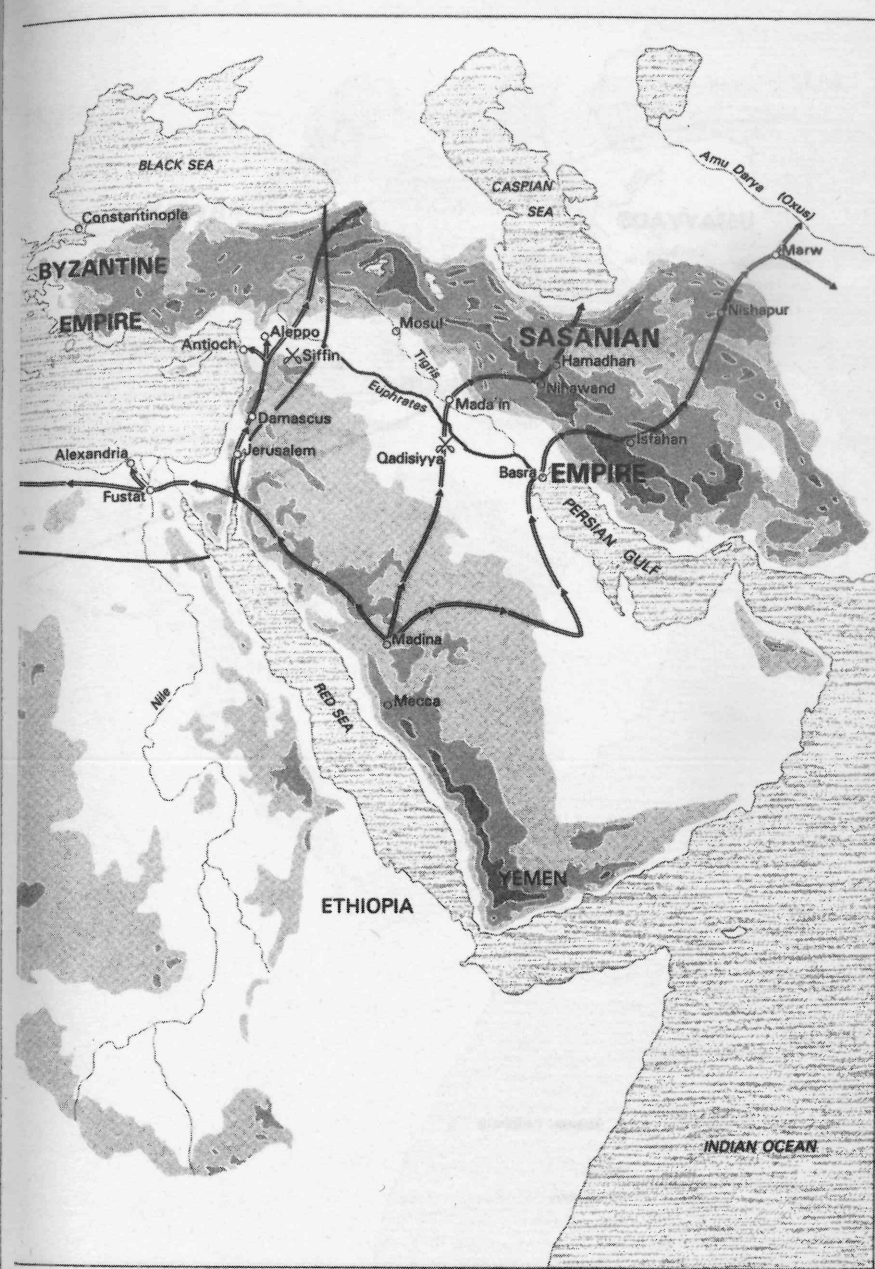 BLACK SEA
CASPIAN
SEA
Amu Darya
(Oxus)
Constantinople
Marw
BYZANTINE
EMPIRE
Nishapur
Aleppo
Mosul
SASANIAN
Antioch
Siffin
Tigris
Hamadhan
Nihawand
Euphrates
Mada'in
Damascus
Isfahan
Alexandria
Jerusalem
Qadisiyya
Basra
EMPIRE
Fustat
PERSIAN
GULF
Madina
Nile
RED SEA
Mecca
YEMEN
ETHIOPIA
INDIAN OCEAN